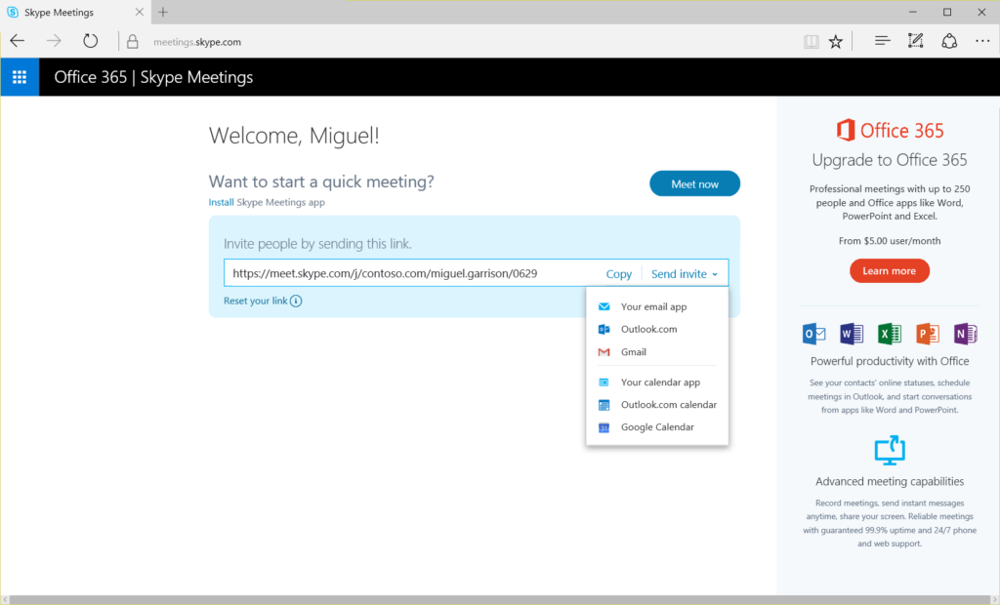 Skype Meetings
meetings.skype.com
Office 365 | Skype Meetings
Welcome, Miguel!
Want to start a quick meeting?
Meet now
Install Skype Meetings app
Invite people by sending this link.
https://meet.skype.com/j/contoso.com/miguel.garrison/0629
Copy
Send invite
Reset your link
Your email app
Outlook.com
Gmail
Your calendar app
Outlook.com calendar
31
Google Calendar
Office 365
Upgrade to Office 365
Professional meetings with up to 250
people and Office apps like Word,
PowerPoint and Excel.
From $5.00 user/month
Learn more
Powerful productivity with Office
See your contacts' online statuses, schedule
meetings in Outlook, and start conversations
from apps like Word and PowerPoint.
Advanced meeting capabilities
Record meetings, send instant messages
anytime, share your screen. Reliable meetings
with guaranteed 99.9% uptime and 24/7 phone
and web support.